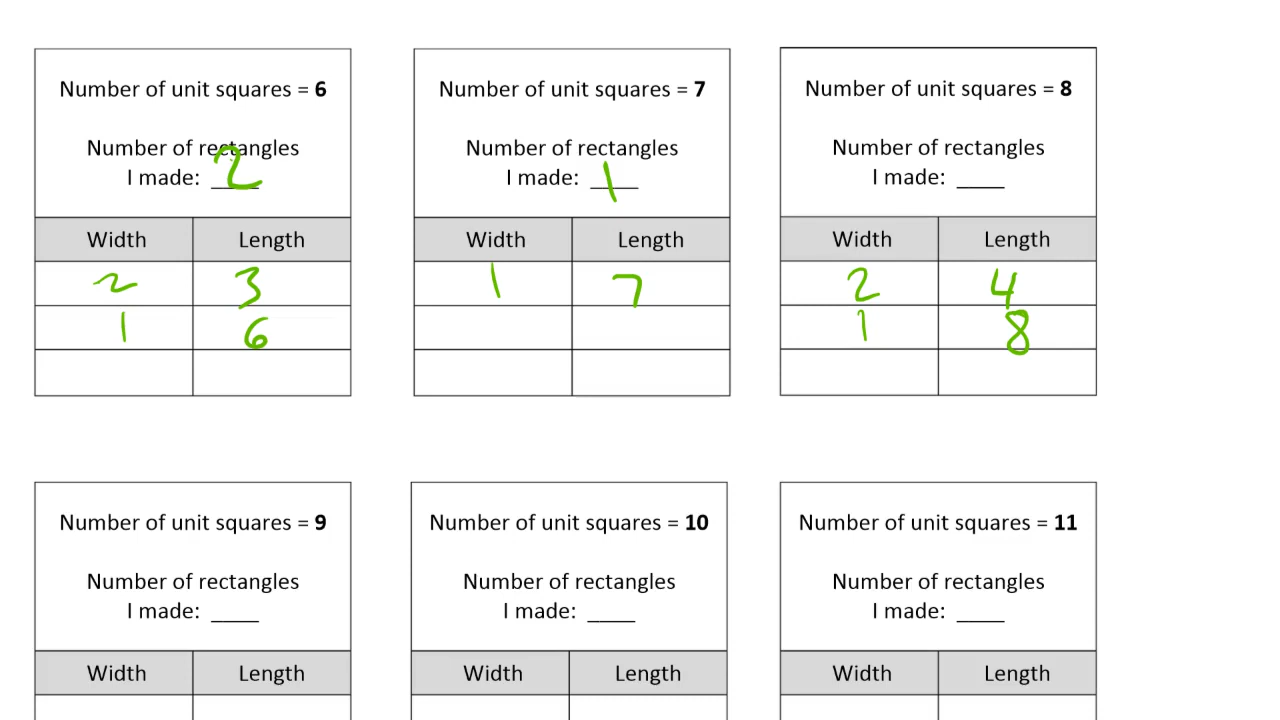 Number of unit squares = 6
Number of rectangles
I made: 2
Width Length
2 3
1 6
Number of unit squares = 7
Number of rectangles
I made: 1
Width Length
1 7
Number of unit squares = 8
Number of rectangles
I made: ____
Width Length
2 4
1 8
Number of unit squares = 9
Number of rectangles
I made: ____
Width Length
Number of unit squares = 10
Number of rectangles
I made: ____
Width Length
Number of unit squares = 11
Number of rectangles
I made: ____
Width Length